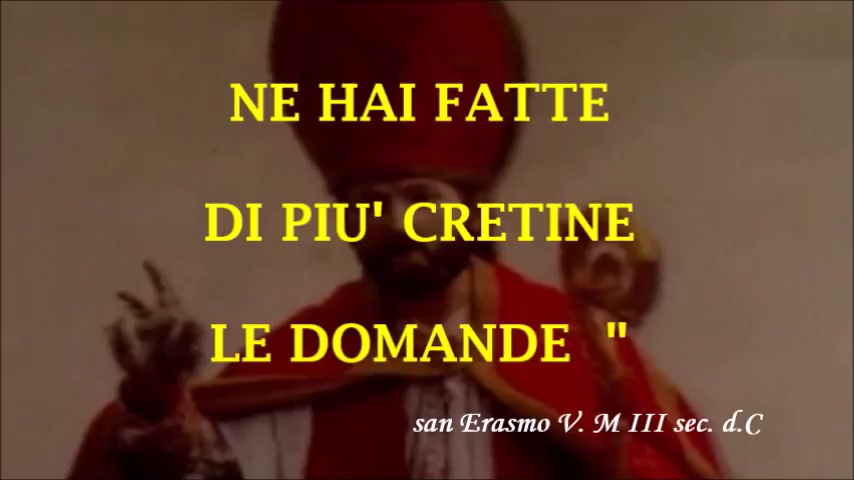 NE HAI FATTE
DI PIU' CRETINE
LE DOMANDE "
san Erasmo V. M III sec. d.C